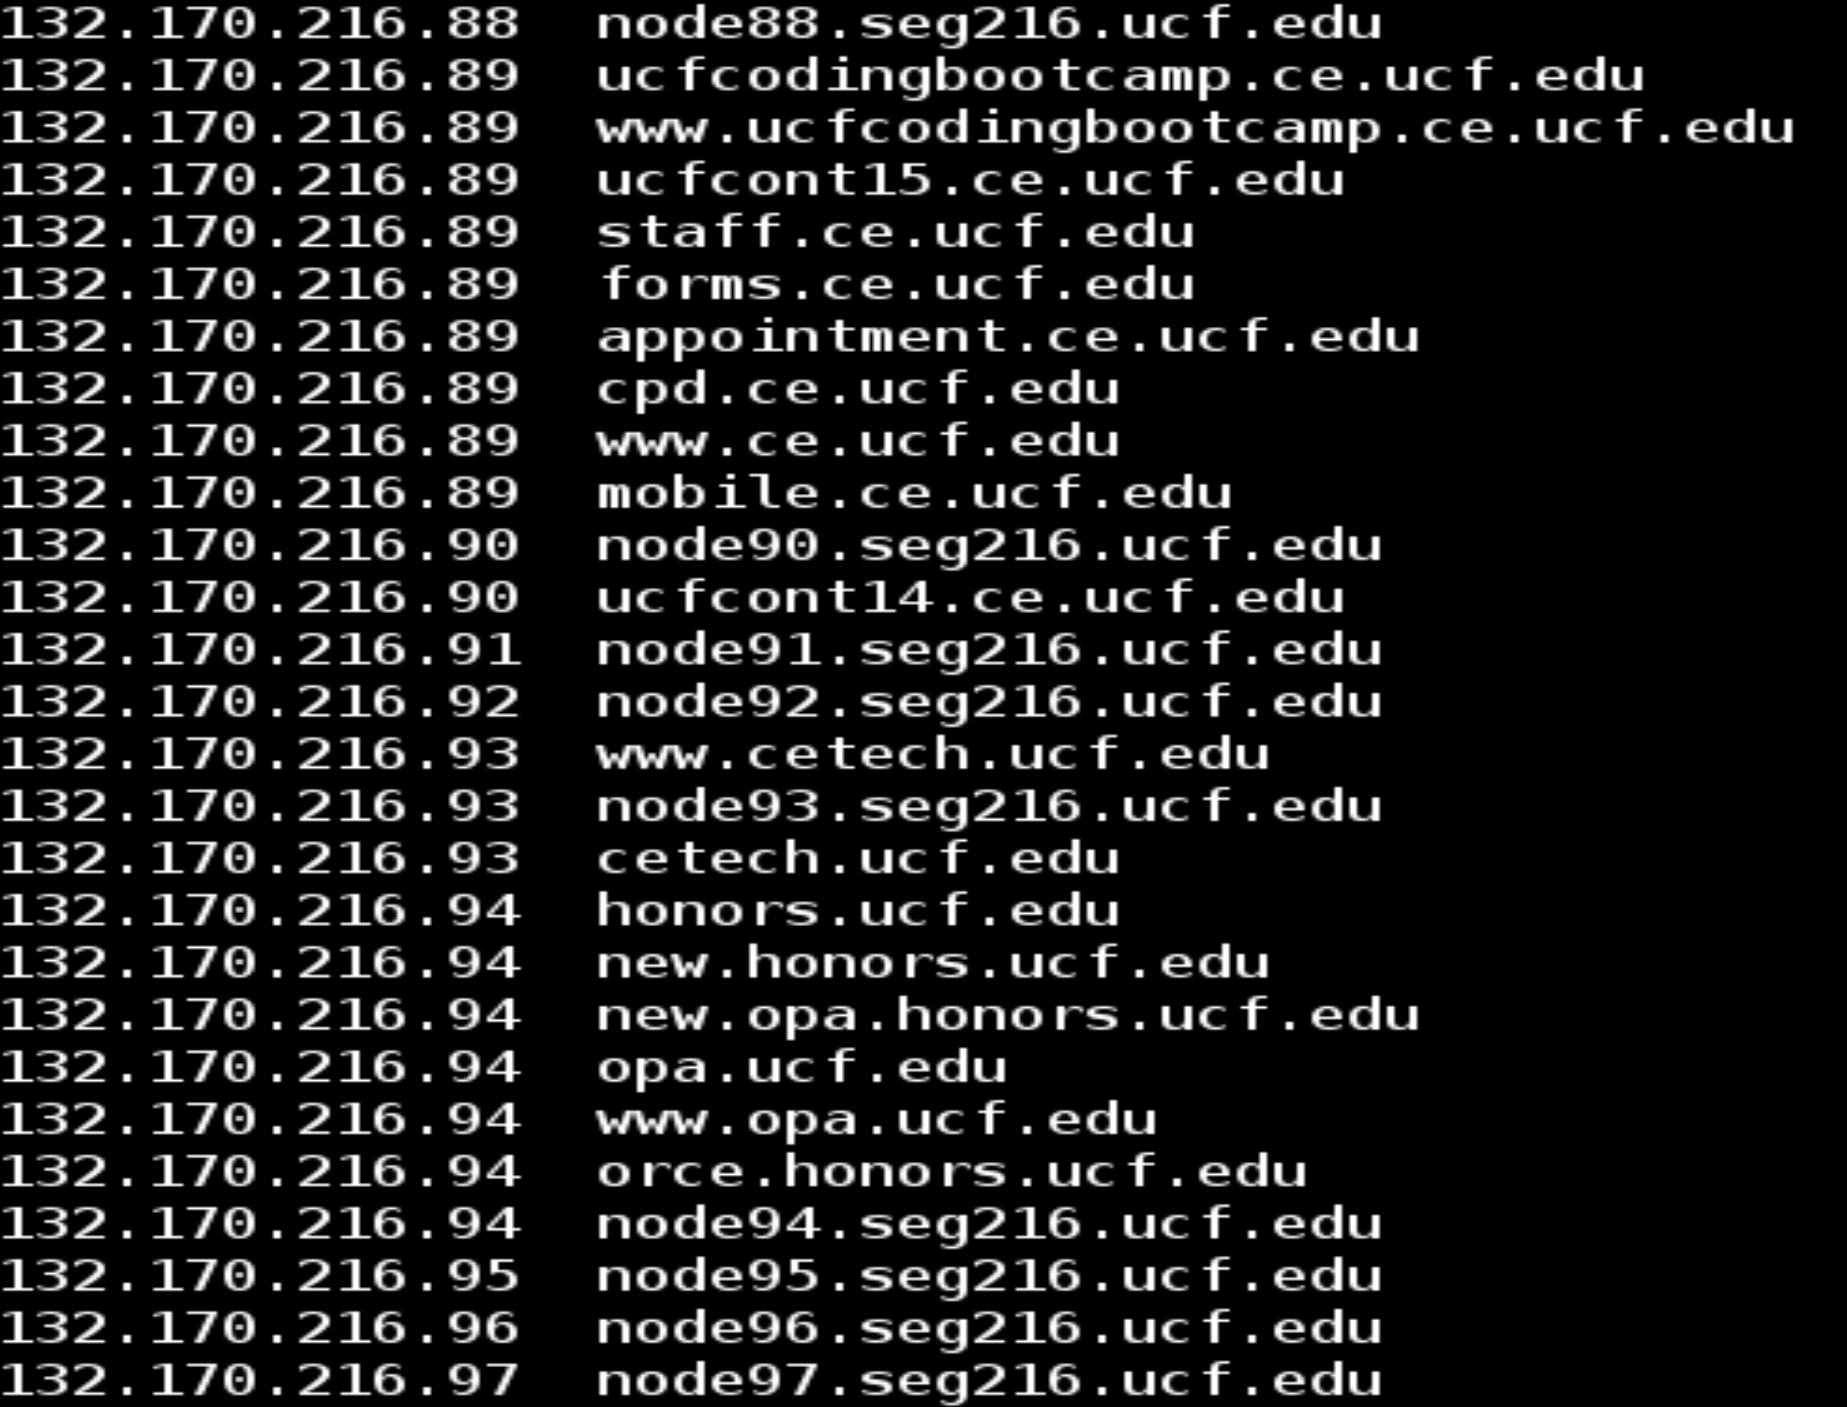 132.170.216.88  node88.seg216.ucf.edu
132.170.216.89  ucfcodingbootcamp.ce.ucf.edu
132.170.216.89  www.ucfcodingbootcamp.ce.ucf.edu
132.170.216.89  ucfcont15.ce.ucf.edu
132.170.216.89  staff.ce.ucf.edu
132.170.216.89  forms.ce.ucf.edu
132.170.216.89  appointment.ce.ucf.edu
132.170.216.89  cpd.ce.ucf.edu
132.170.216.89  www.ce.ucf.edu
132.170.216.89  mobile.ce.ucf.edu
132.170.216.90  node90.seg216.ucf.edu
132.170.216.90  ucfcont14.ce.ucf.edu
132.170.216.91  node91.seg216.ucf.edu
132.170.216.92  node92.seg216.ucf.edu
132.170.216.93  www.cetech.ucf.edu
132.170.216.93  node93.seg216.ucf.edu
132.170.216.93  cetech.ucf.edu
132.170.216.94  honors.ucf.edu
132.170.216.94  new.honors.ucf.edu
132.170.216.94  new.opa.honors.ucf.edu
132.170.216.94  opa.ucf.edu
132.170.216.94  www.opa.ucf.edu
132.170.216.94  orce.honors.ucf.edu
132.170.216.94  node94.seg216.ucf.edu
132.170.216.95  node95.seg216.ucf.edu
132.170.216.96  node96.seg216.ucf.edu
132.170.216.97  node97.seg216.ucf.edu